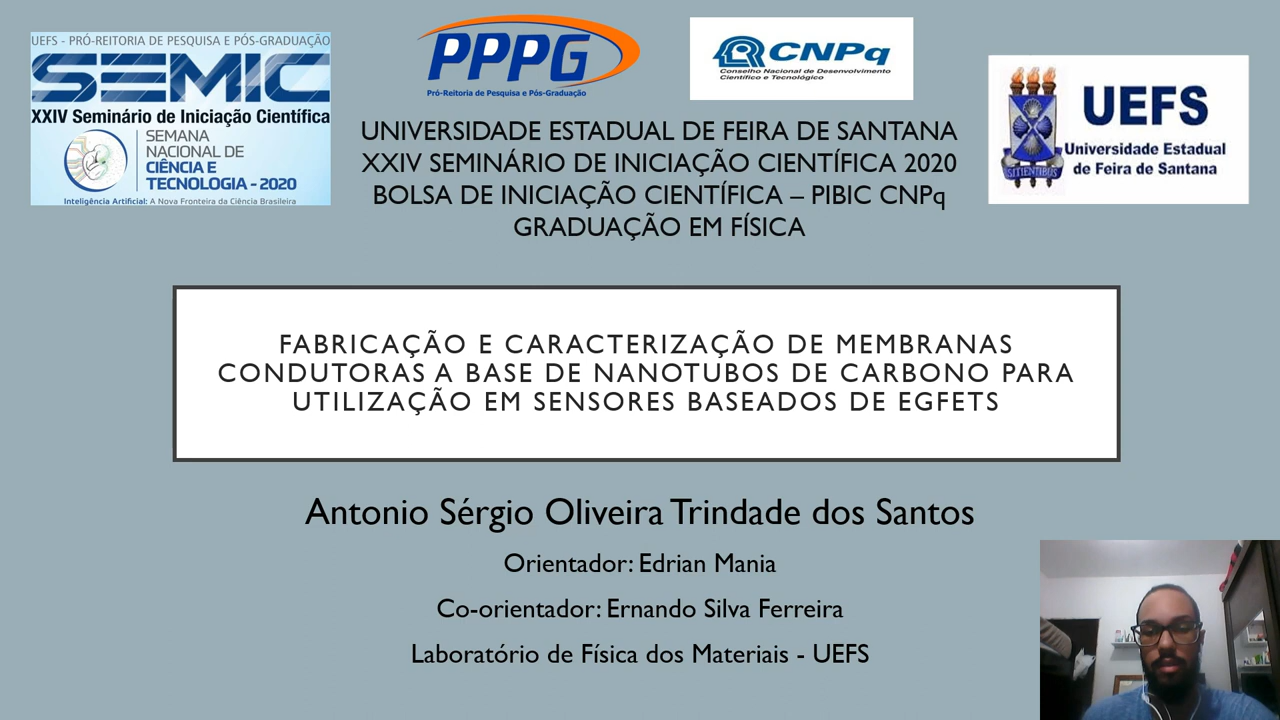 UEFS - PRÓ-REITORIA DE PESQUISA E PÓS-GRADUAÇÃO
SEMIC
XXIV Seminário de Iniciação Científica
SEMANA
NACIONAL DE
CIÊNCIA E
TECNOLOGIA - 2020
Inteligência Artificial: A Nova Fronteira da Ciência Brasileira
PPPG
Pró-Reitoria de Pesquisa e Pós-Graduação
CNPq
Conselho Nacional de Desenvolvimento
Científico e Tecnológico
UEFS
Universidade Estadual
de Feira de Santana
SITIENTIBUS
UNIVERSIDADE ESTADUAL DE FEIRA DE SANTANA
XXIV SEMINÁRIO DE INICIAÇÃO CIENTÍFICA 2020
BOLSA DE INICIAÇÃO CIENTÍFICA – PIBIC CNPq
GRADUAÇÃO EM FÍSICA
FABRICAÇÃO E CARACTERIZAÇÃO DE MEMBRANAS
CONDUTORAS A BASE DE NANOTUBOS DE CARBONO PARA
UTILIZAÇÃO EM SENSORES BASEADOS DE EGFETS
Antonio Sérgio Oliveira Trindade dos Santos
Orientador: Edrian Mania
Co-orientador: Ernando Silva Ferreira
Laboratório de Física dos Materiais - UEFS